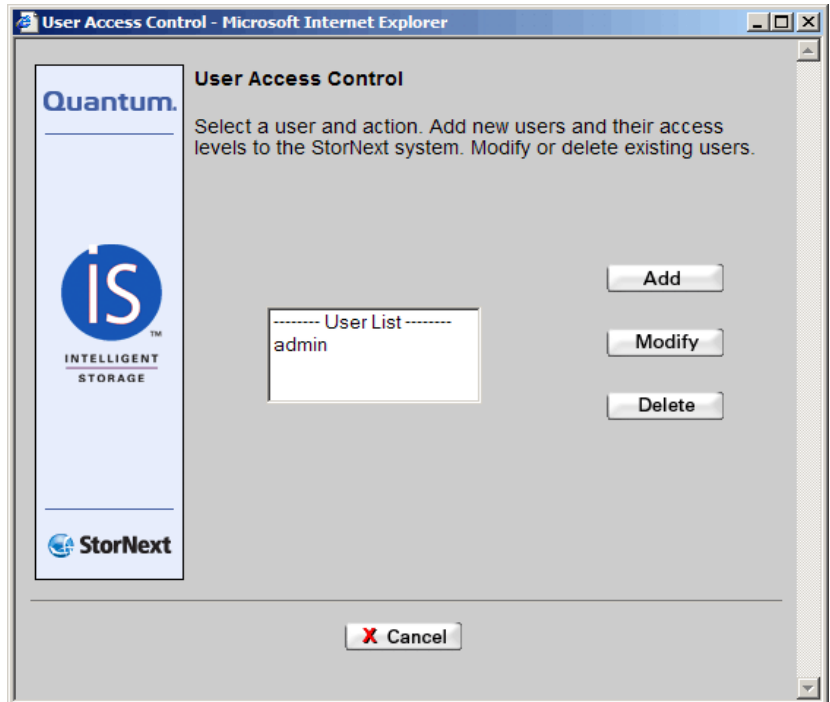 User Access Control - Microsoft Internet Explorer
Quantum.
User Access Control
Select a user and action. Add new users and their access
levels to the StorNext system. Modify or delete existing users.
iS
TM
INTELLIGENT
STORAGE
-------- User List --------
admin
Add
Modify
Delete
StorNext
X Cancel